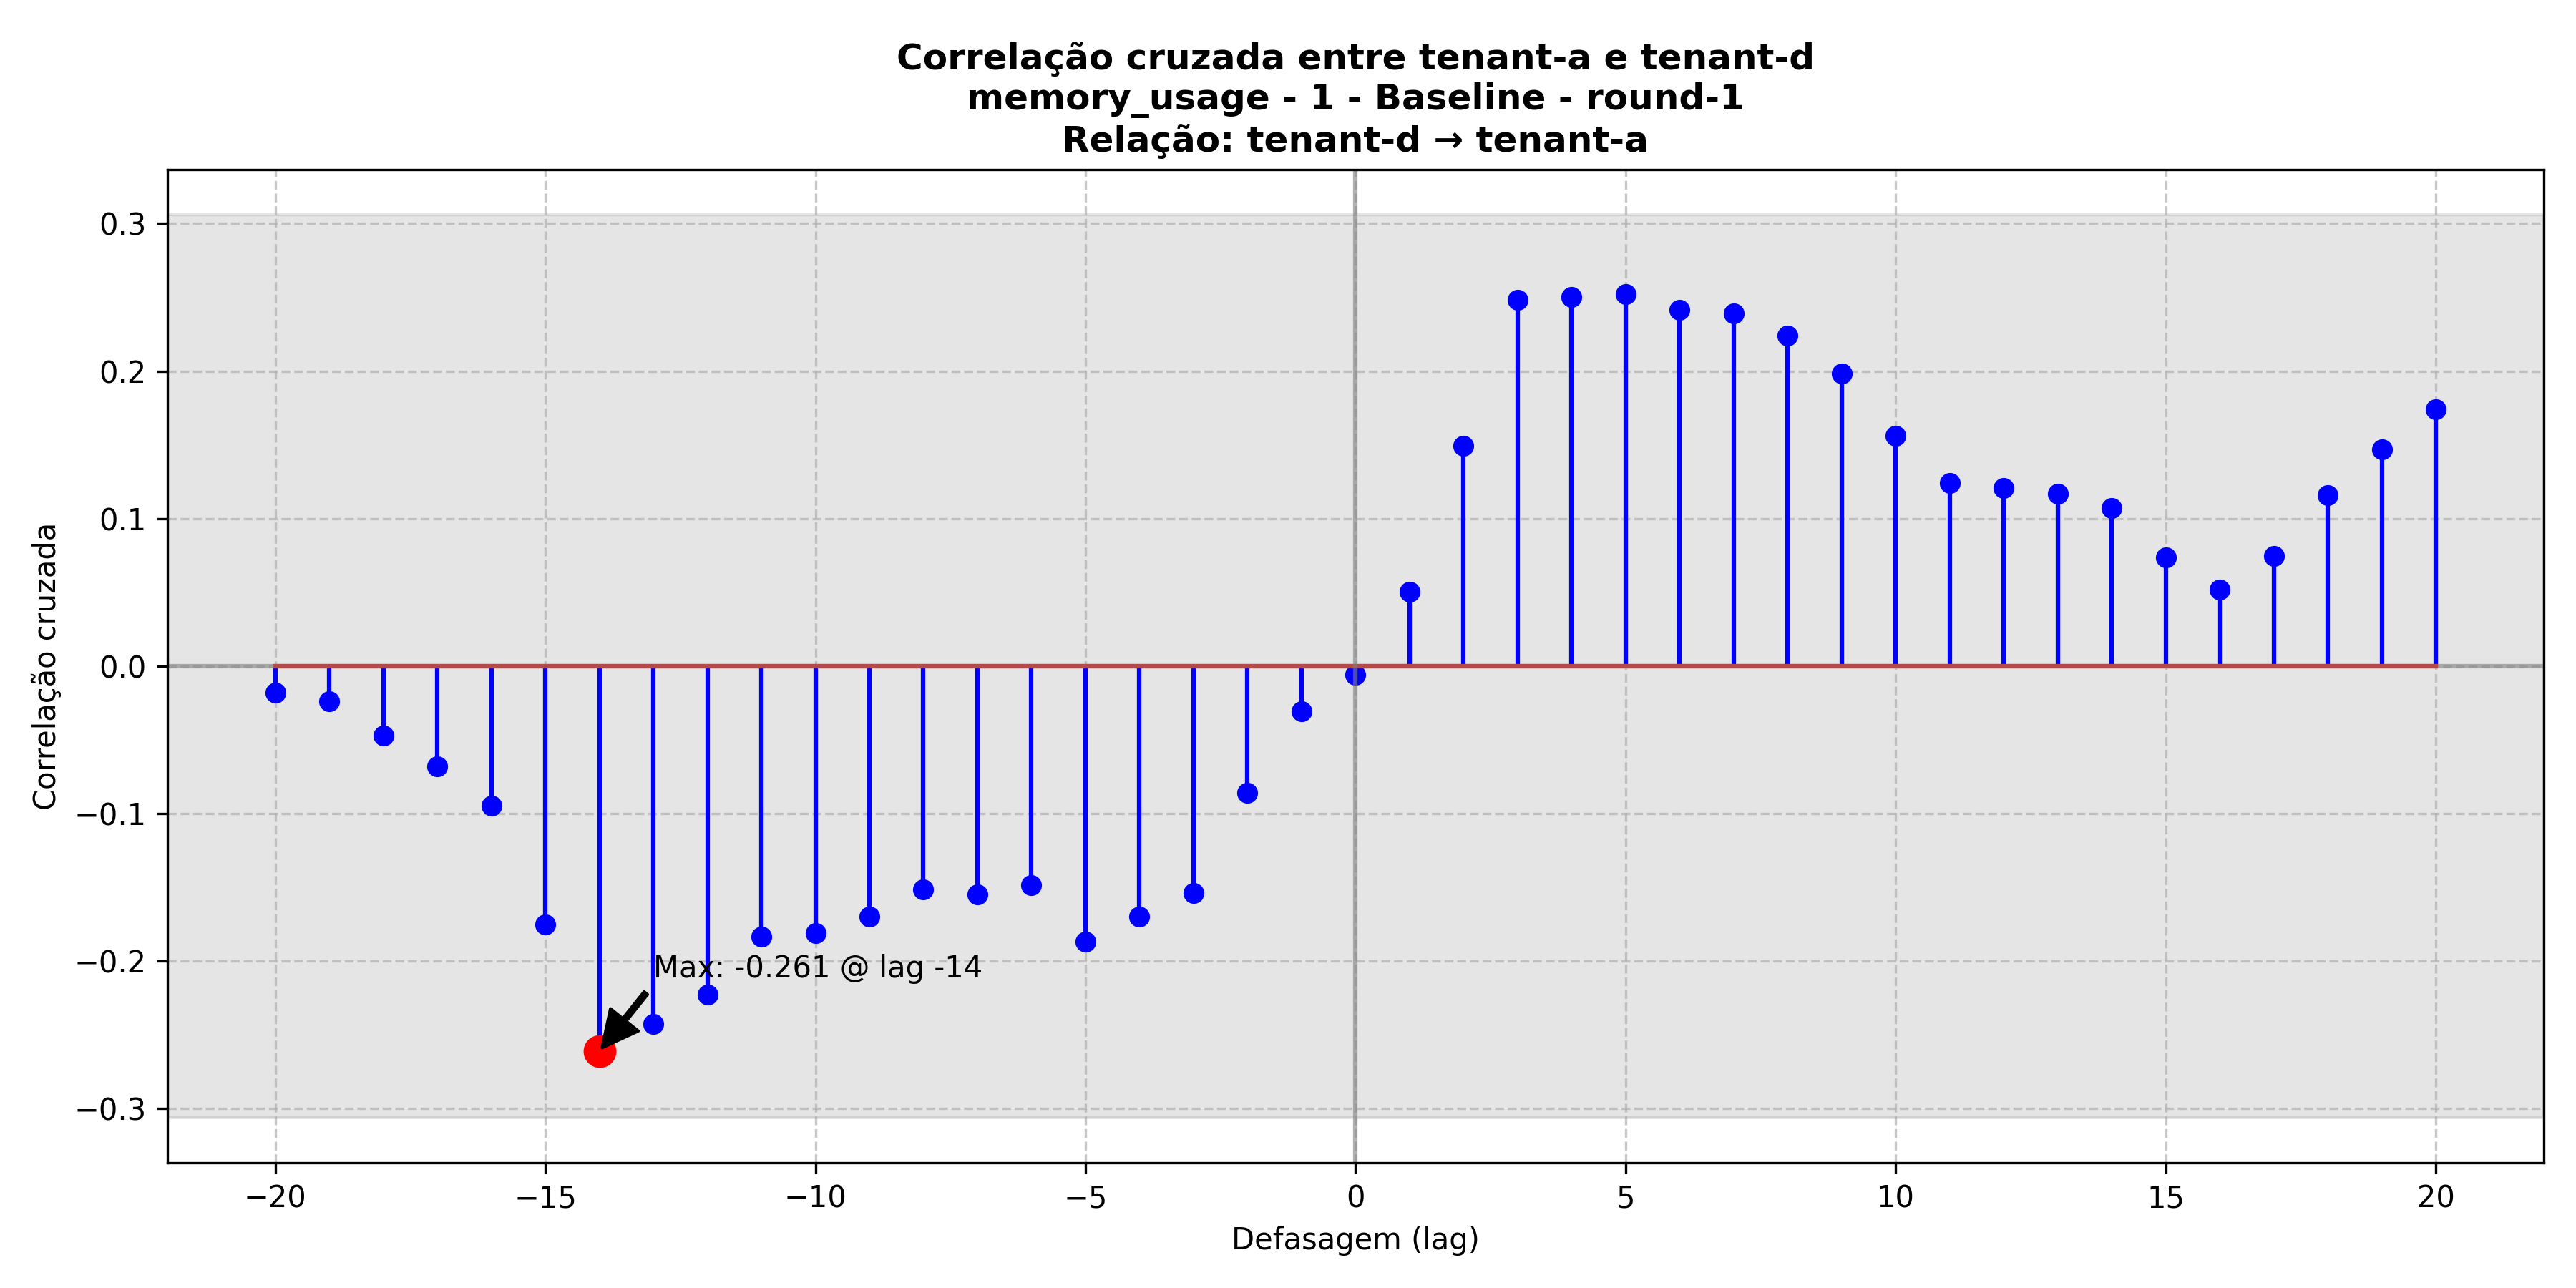 Correlação cruzada entre tenant-a e tenant-d
memory_usage - 1 - Baseline - round-1
Relação: tenant-d → tenant-a
Correlação cruzada
0.3
0.2
0.1
0.0
−0.1
−0.2
−0.3
Max: -0.261 @ lag -14
−20
−15
−10
−5
0
5
10
15
20
Defasagem (lag)